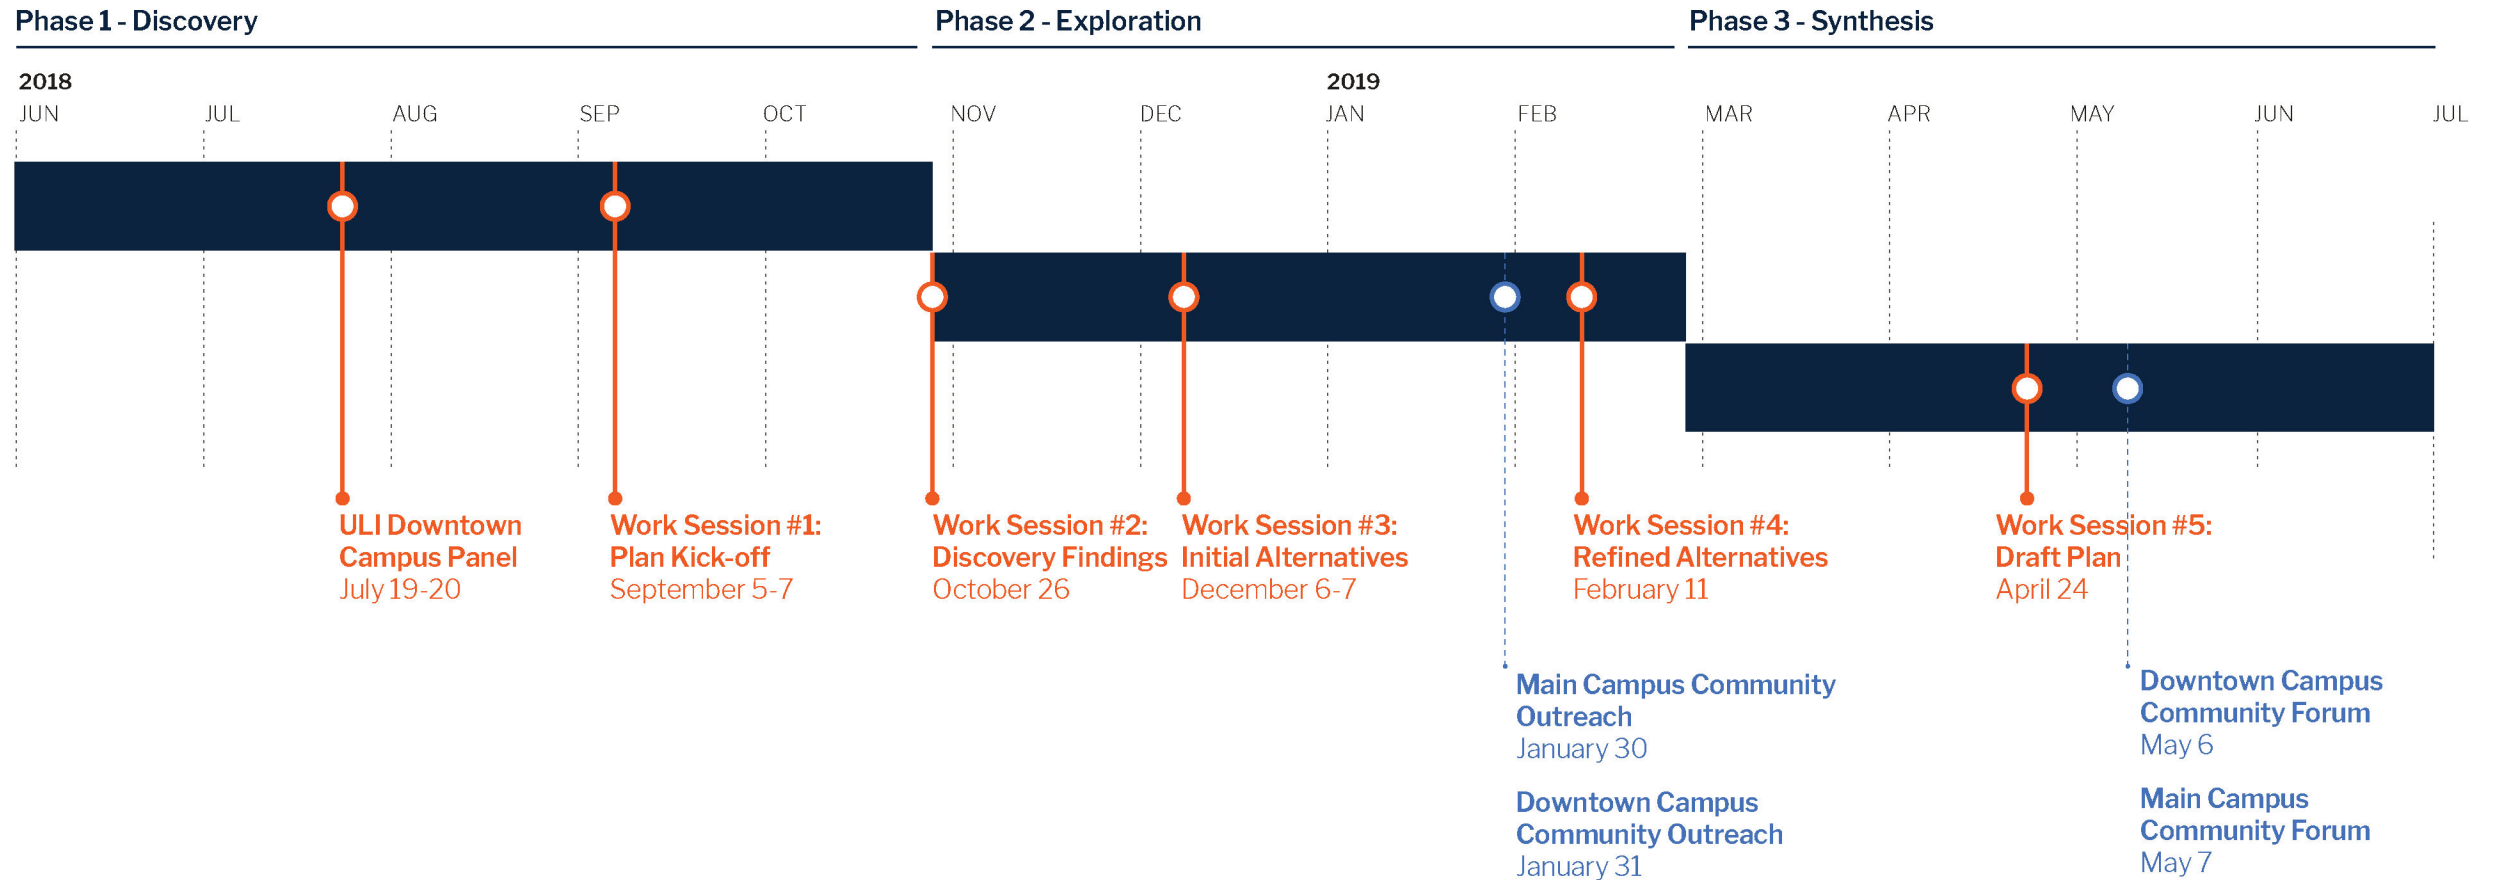 Phase 1 - Discovery
Phase 2 - Exploration
Phase 3 - Synthesis
2018
2019
JUN
JUL
AUG
SEP
OCT
NOV
DEC
JAN
FEB
MAR
APR
MAY
JUN
JUL
ULI Downtown
Campus Panel
July 19-20
Work Session #1:
Plan Kick-off
September 5-7
Work Session #2:
Discovery Findings
October 26
Work Session #3:
Initial Alternatives
December 6-7
Work Session #4:
Refined Alternatives
February 11
Work Session #5:
Draft Plan
April 24
Main Campus Community
Outreach
January 30
Downtown Campus
Community Outreach
January 31
Downtown Campus
Community Forum
May 6
Main Campus
Community Forum
May 7